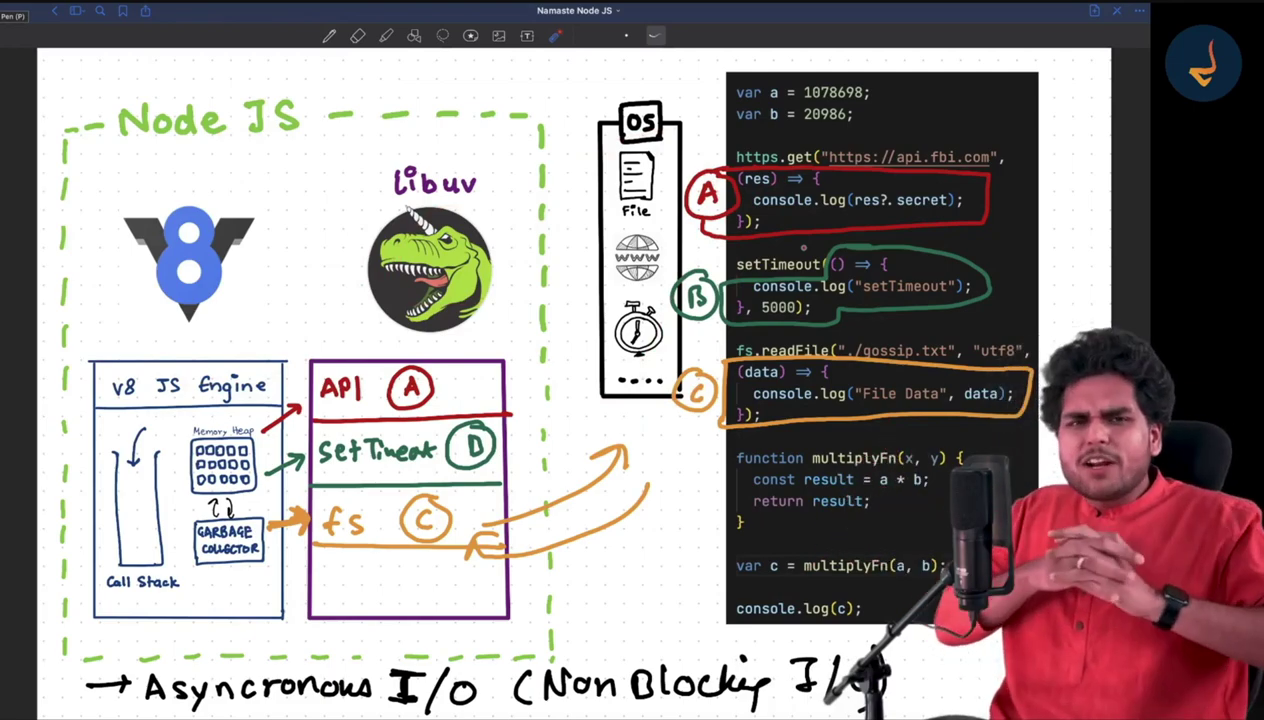 Pen (P)
Namaste Node JS
Node JS
libuv
8
OS
File
WWW
V8 JS Engine
Memory Heap
GARBAGE
COLLECTOR
Call Stack
API A
setTimeout B
fs C
A
B
C
var a = 1078698;
var b = 20986;
https.get("https://api.fbi.com",
(res) => {
console.log(res?.secret);
});
setTimeout(() => {
console.log("setTimeout");
}, 5000);
fs.readFile("./gossip.txt", "utf8",
(data) => {
console.log("File Data", data);
});
function multiplyFn(x, y) {
const result = a * b;
return result;
}
var c = multiplyFn(a, b);
console.log(c);
→ Asyncronous I/O (Non Blocking I/O)